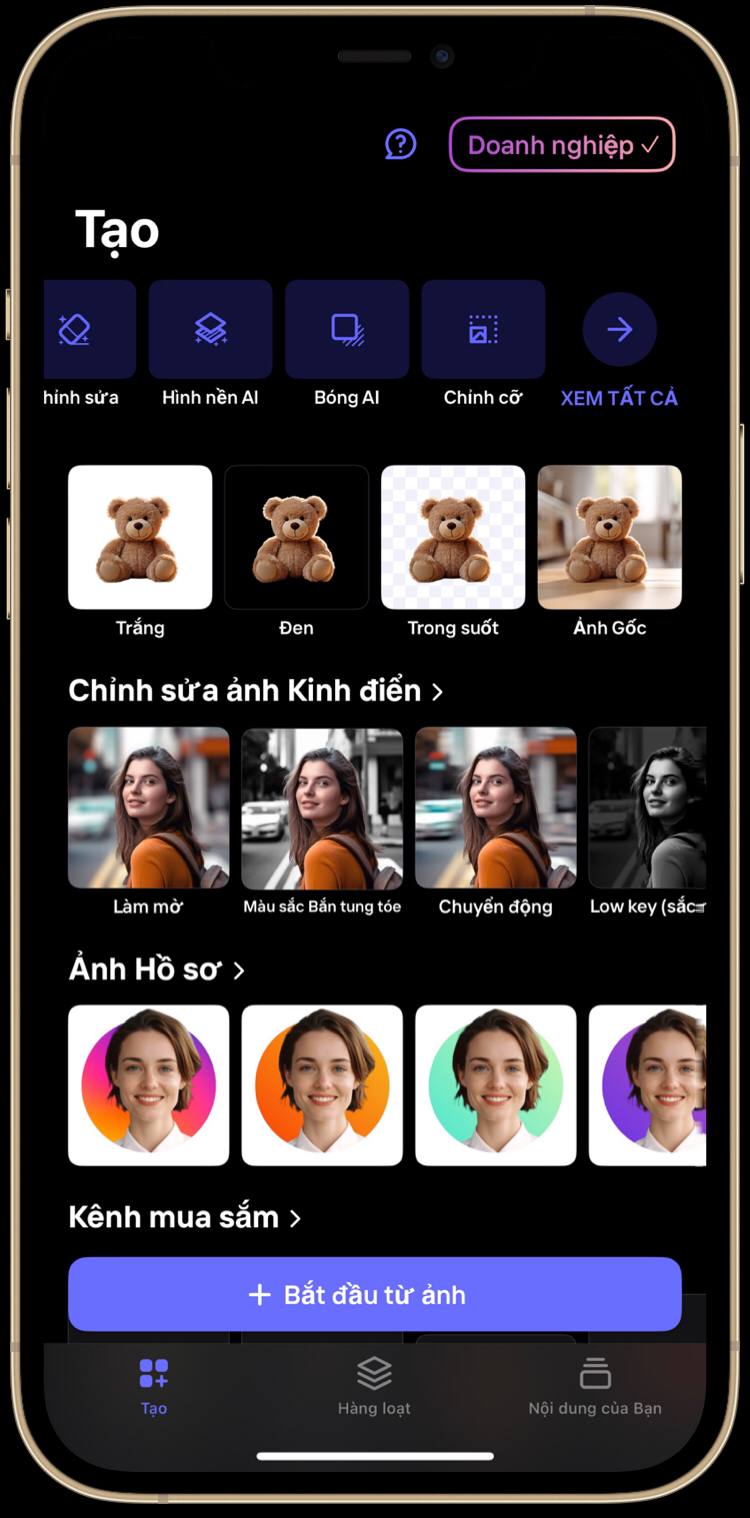 Doanh nghiệp ✓
Tạo
hỉnh sửa
Hình nền AI
Bóng AI
Chỉnh cỡ
XEM TẤT CẢ
Trắng
Đen
Trong suốt
Ảnh Gốc
Chỉnh sửa ảnh Kinh điển >
Làm mờ
Màu sắc Bắn tung tóe
Chuyển động
Low key (sắc
Ảnh Hồ sơ >
Kênh mua sắm >
+ Bắt đầu từ ảnh
Tạo
Hàng loạt
Nội dung của Bạn